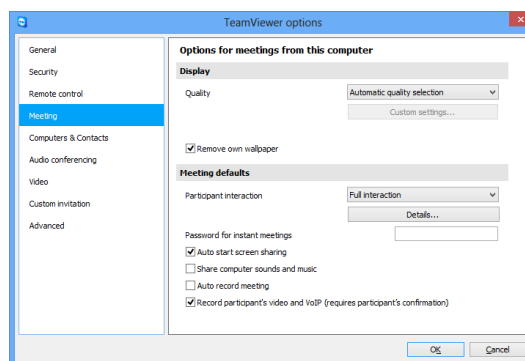 TeamViewer options
General
Security
Remote control
Meeting
Computers & Contacts
Audio conferencing
Video
Custom invitation
Advanced
Options for meetings from this computer
Display
Quality
Automatic quality selection
Custom settings...
Remove own wallpaper
Meeting defaults
Participant interaction
Full interaction
Details...
Password for instant meetings
Auto start screen sharing
Share computer sounds and music
Auto record meeting
Record participant's video and VoIP (requires participant's confirmation)
OK
Cancel